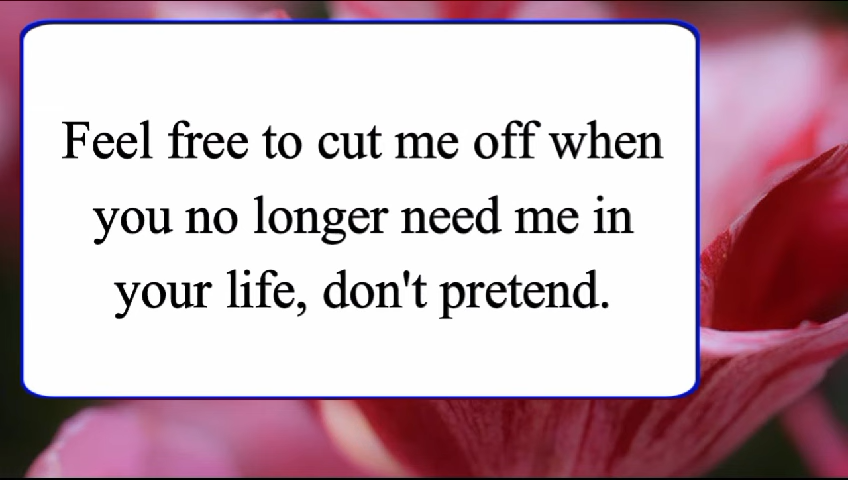 Feel free to cut me off when
you no longer need me in
your life, don't pretend.